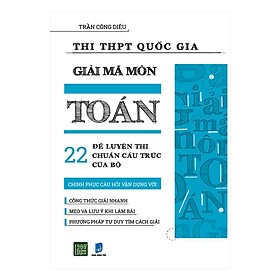 TRẦN CÔNG DIÊU
THI THPT QUỐC GIA
GIẢI MÃ MÔN
TOÁN
22 ĐỀ LUYỆN THI
CHUẨN CẤU TRÚC
CỦA BỘ
CHINH PHỤC CÂU HỎI VẬN DỤNG VỚI:
CÔNG THỨC GIẢI NHANH
MẸO VÀ LƯU Ý KHI LÀM BÀI
PHƯƠNG PHÁP TƯ DUY TÌM CÁCH GIẢI